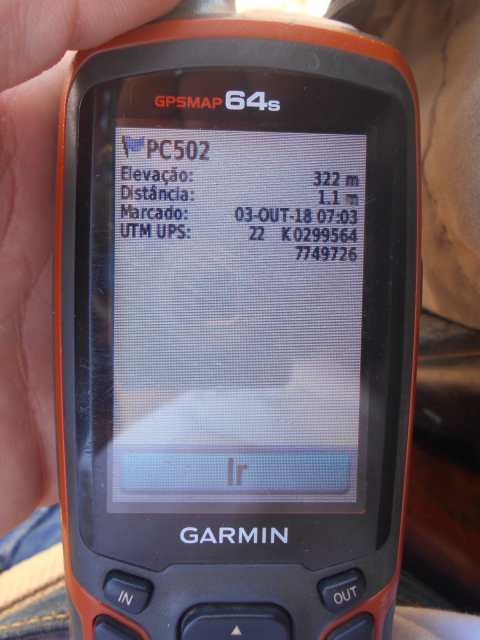 GPSMAP 64s
PC502
Elevação: 322 m
Distância: 1.1 m
Marcado: 03-OUT-18 07:03
UTM UPS: 22 K 0299564
7749726
Ir
GARMIN
IN OUT